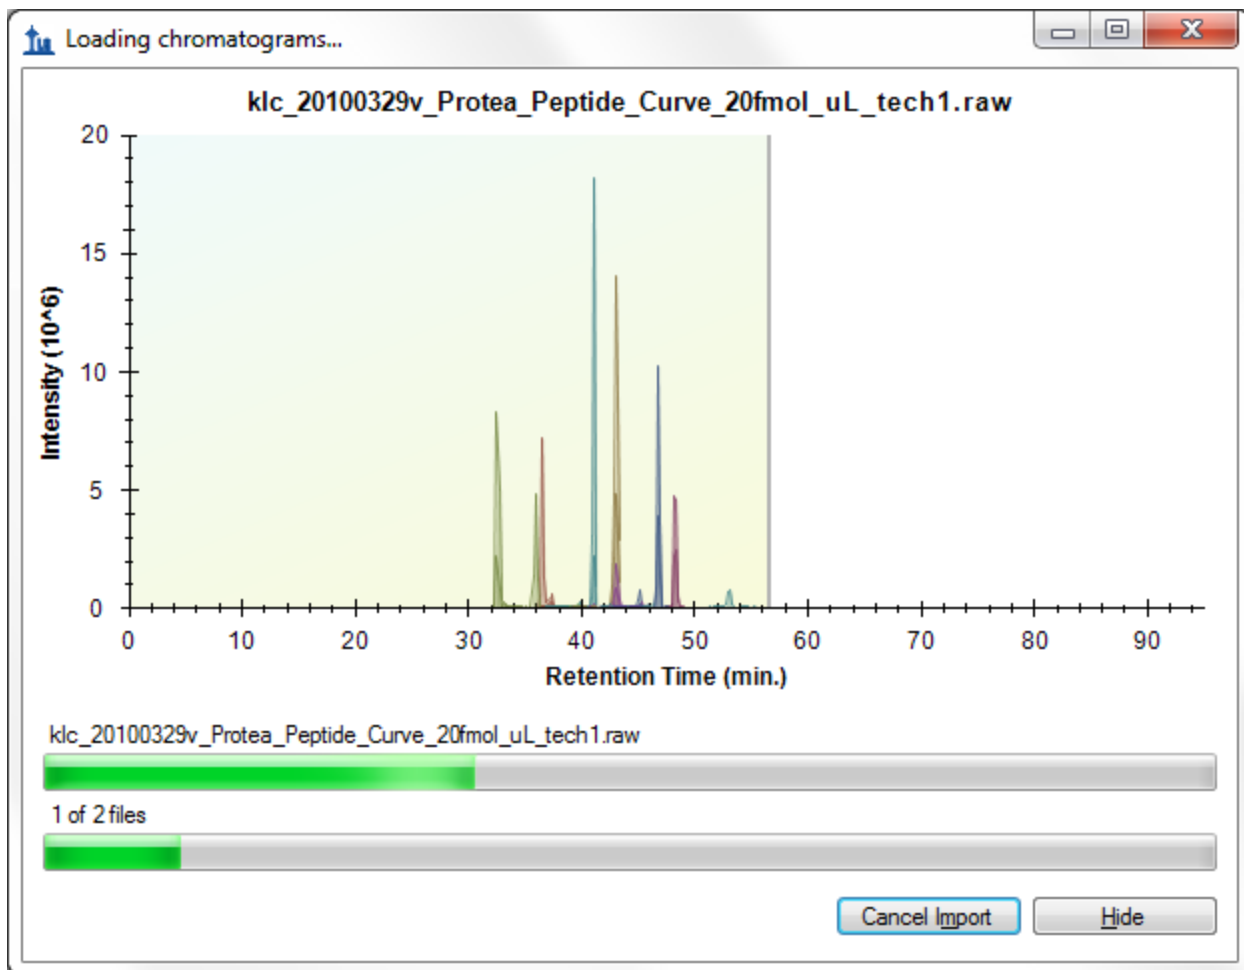 Loading chromatograms...
klc_20100329v_Protea_Peptide_Curve_20fmol_uL_tech1.raw
20
15
10
5
0
Intensity (10^6)
0 10 20 30 40 50 60 70 80 90
Retention Time (min.)
klc_20100329v_Protea_Peptide_Curve_20fmol_uL_tech1.raw
1 of 2 files
Cancel Import Hide